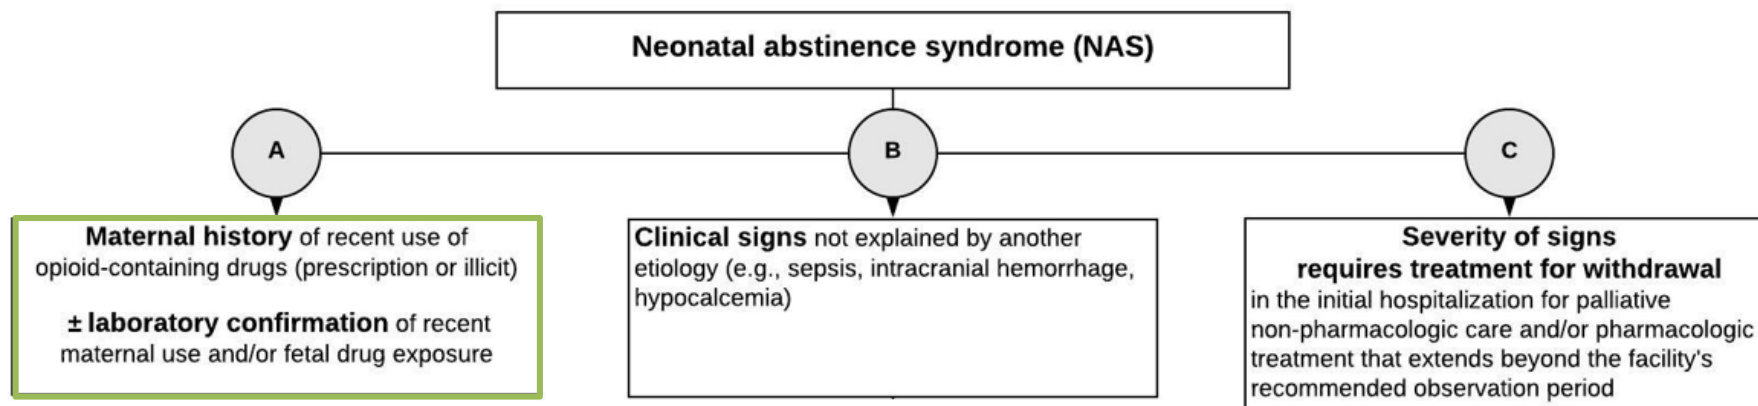 Neonatal abstinence syndrome (NAS)
A
B
C
Maternal history of recent use of
opioid-containing drugs (prescription or illicit)
± laboratory confirmation of recent
maternal use and/or fetal drug exposure
Clinical signs not explained by another
etiology (e.g., sepsis, intracranial hemorrhage,
hypocalcemia)
Severity of signs
requires treatment for withdrawal
in the initial hospitalization for palliative
non-pharmacologic care and/or pharmacologic
treatment that extends beyond the facility's
recommended observation period